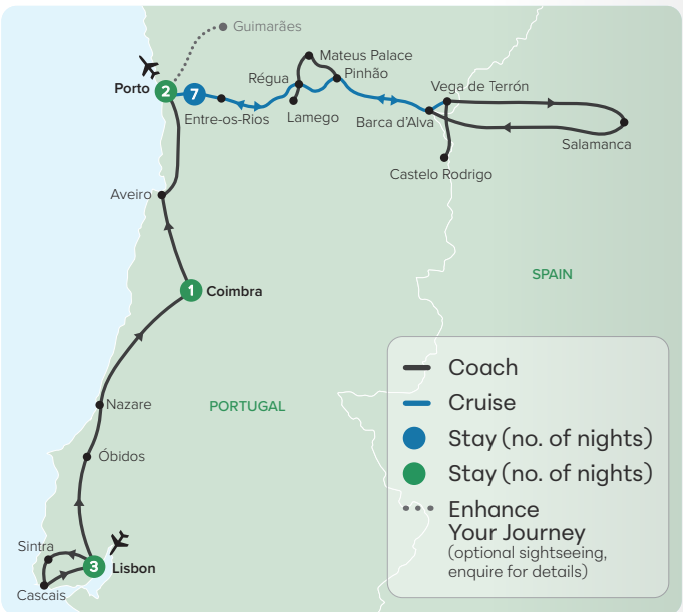 Guimarães
Mateus Palace
Pinhão
Régua
Vega de Terrón
Porto
2
7
Entre-os-Rios
Lamego
Barca d'Alva
Salamanca
Castelo Rodrigo
Aveiro
SPAIN
1
Coimbra
Nazare
PORTUGAL
Óbidos
Sintra
3
Lisbon
Cascais
Coach
Cruise
Stay (no. of nights)
Stay (no. of nights)
Enhance
Your Journey
(optional sightseeing,
enquire for details)